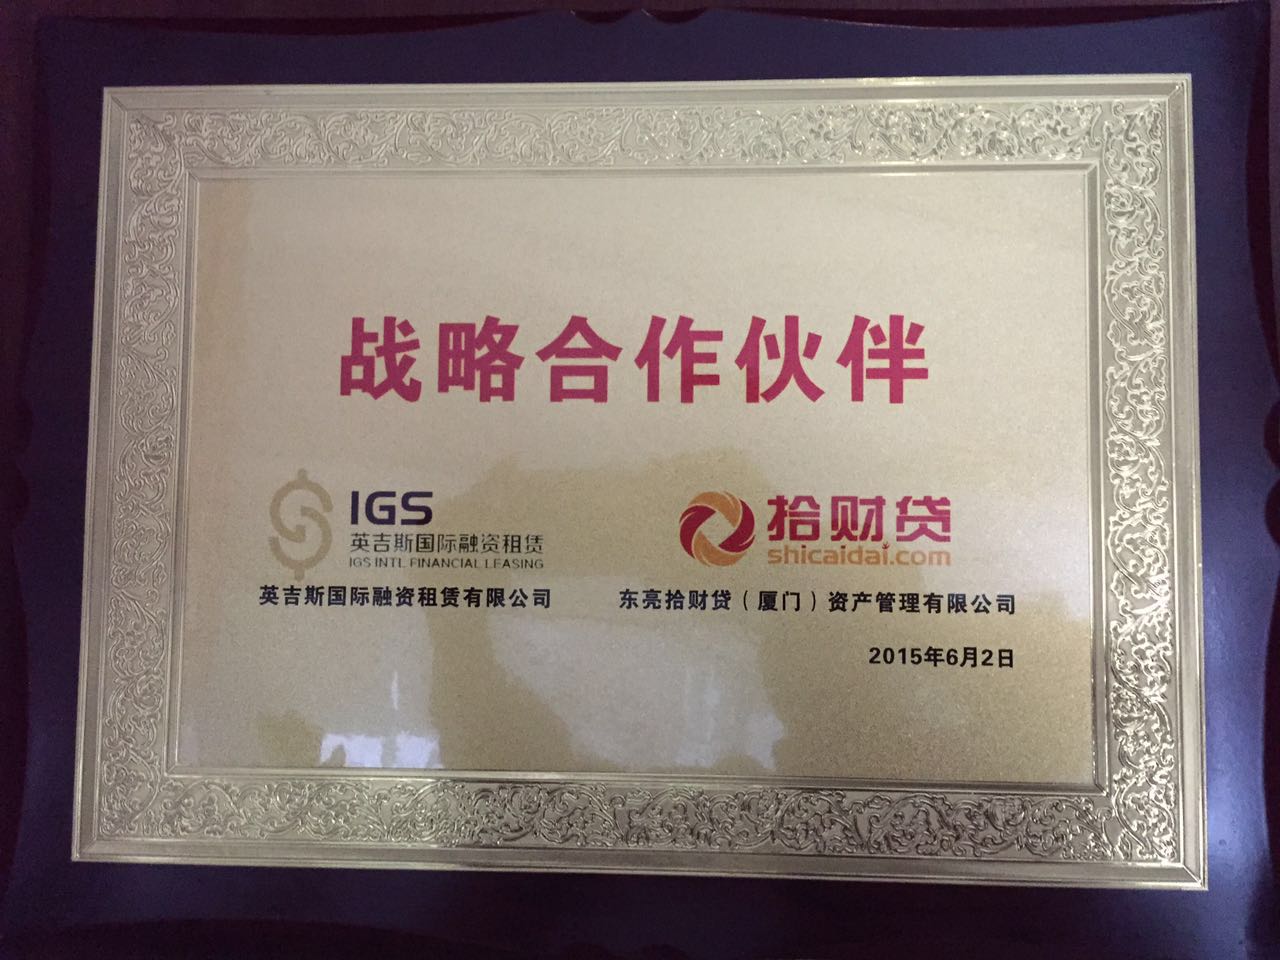 战略合作伙伴
IGS
英吉斯国际融资租赁
IGS INTL FINANCIAL LEASING
英吉斯国际融资租赁有限公司
拾财贷
shicaidai.com
东亮拾财贷（厦门）资产管理有限公司
2015年6月2日